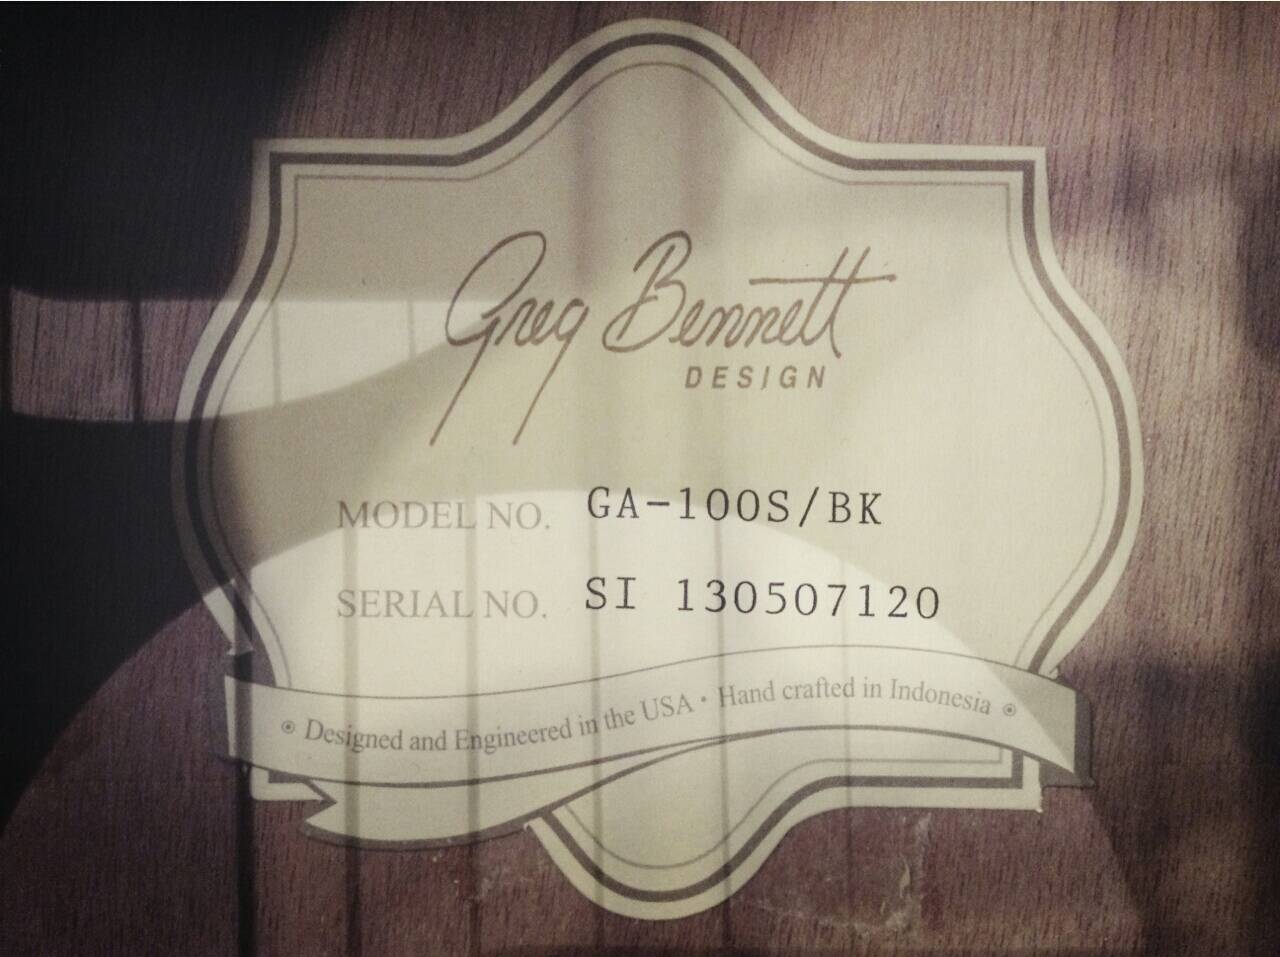 Greg Bennett
DESIGN
MODEL NO. GA-100S/BK
SERIAL NO. SI 130507120
Designed and Engineered in the USA • Hand crafted in Indonesia